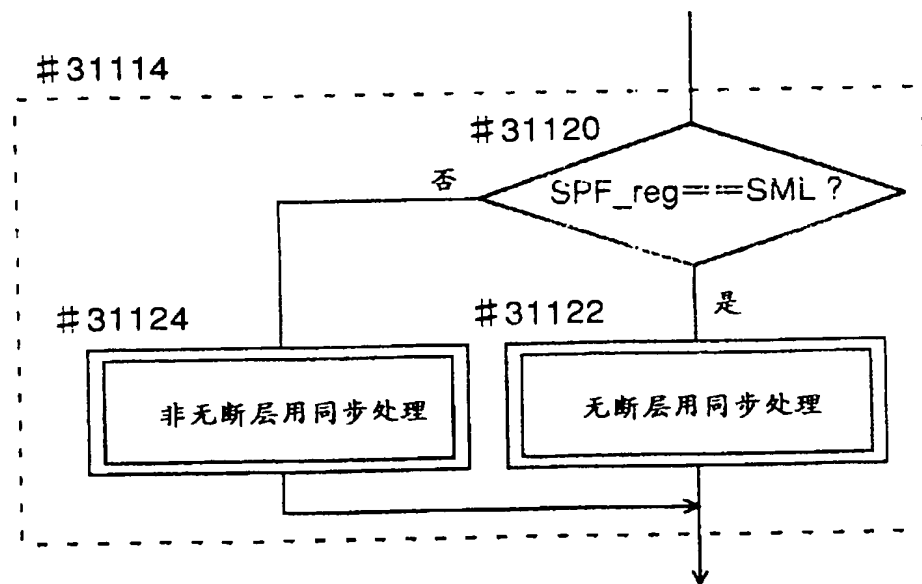 #31114
#31120
否
SPF_reg===SML?
是
#31124
#31122
非无断层用同步处理
无断层用同步处理